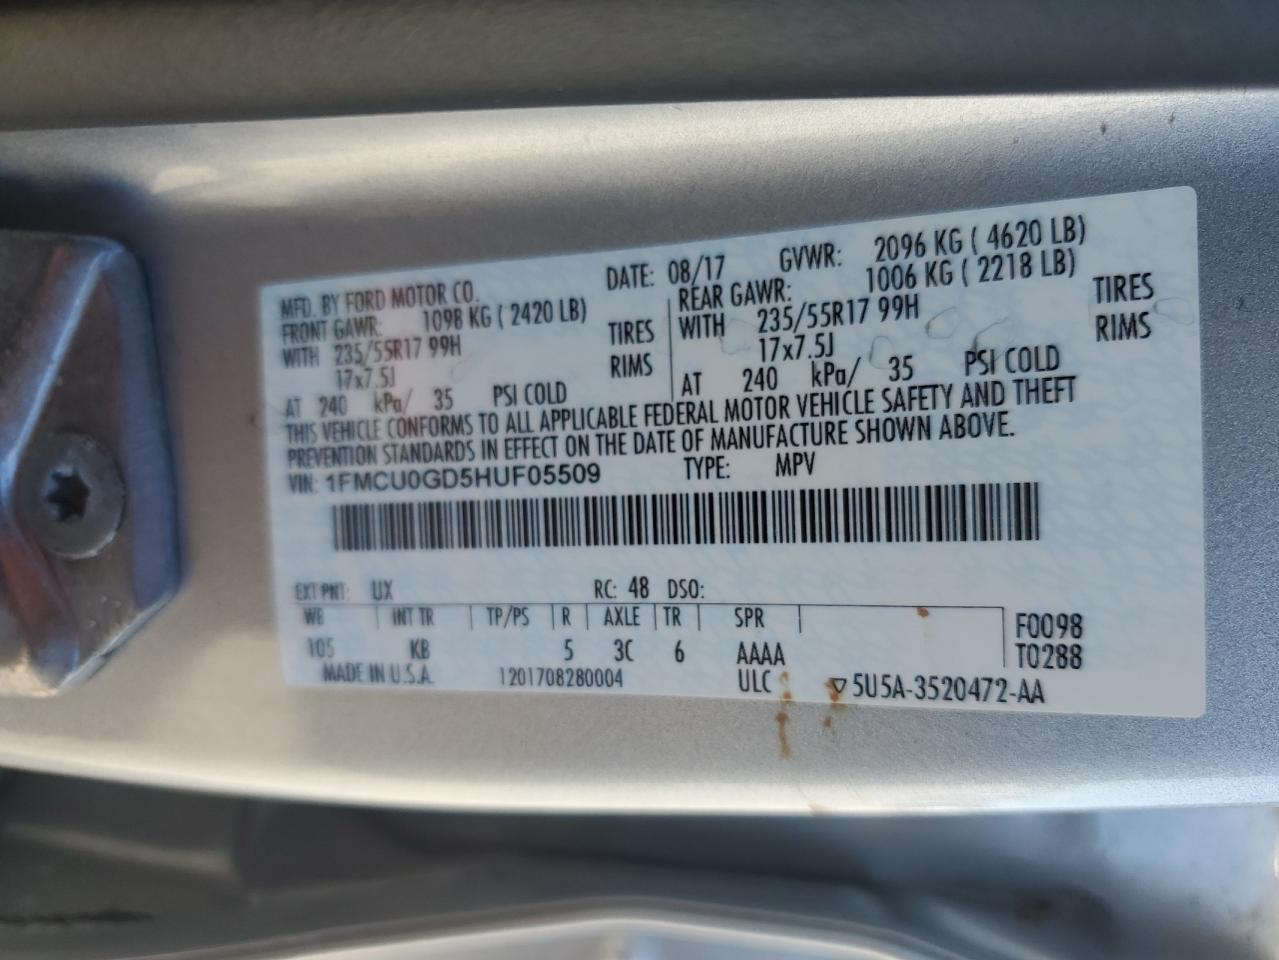 MFD. BY FORD MOTOR CO. DATE: 08/17 GVWR: 2096 KG ( 4620 LB)
FRONT GAWR: 1098 KG ( 2420 LB) REAR GAWR: 1006 KG ( 2218 LB)
WITH 235/55R17 99H TIRES WITH 235/55R17 99H TIRES
17x7.5J RIMS 17x7.5J RIMS
AT 240 kPa/ 35 PSI COLD AT 240 kPa/ 35 PSI COLD
THIS VEHICLE CONFORMS TO ALL APPLICABLE FEDERAL MOTOR VEHICLE SAFETY AND THEFT
PREVENTION STANDARDS IN EFFECT ON THE DATE OF MANUFACTURE SHOWN ABOVE.
VIN: 1FMCU0GD5HUF05509 TYPE: MPV
EXT PNT: UX RC: 48 DSO:
WB INT TR TP/PS R AXLE TR SPR F0098
105 KB 5 3C 6 AAAA T0288
MADE IN U.S.A. 1201708280004 ULC ▽5U5A-3520472-AA